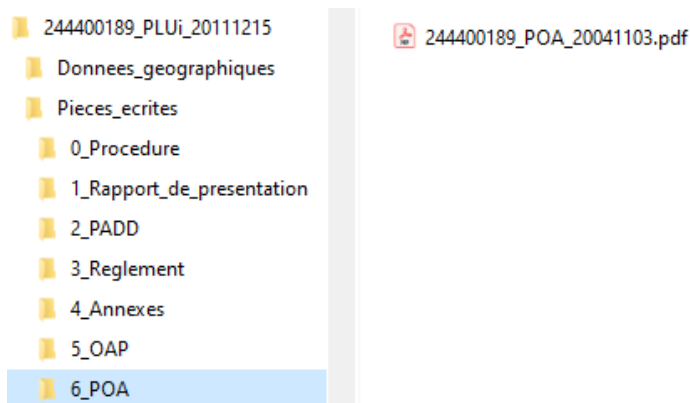 244400189_PLUi_20111215
Donnees_geographiques
Pieces_ecrites
0_Procedure
1_Rapport_de_presentation
2_PADD
3_Reglement
4_Annexes
5_OAP
6_POA
244400189_POA_20041103.pdf